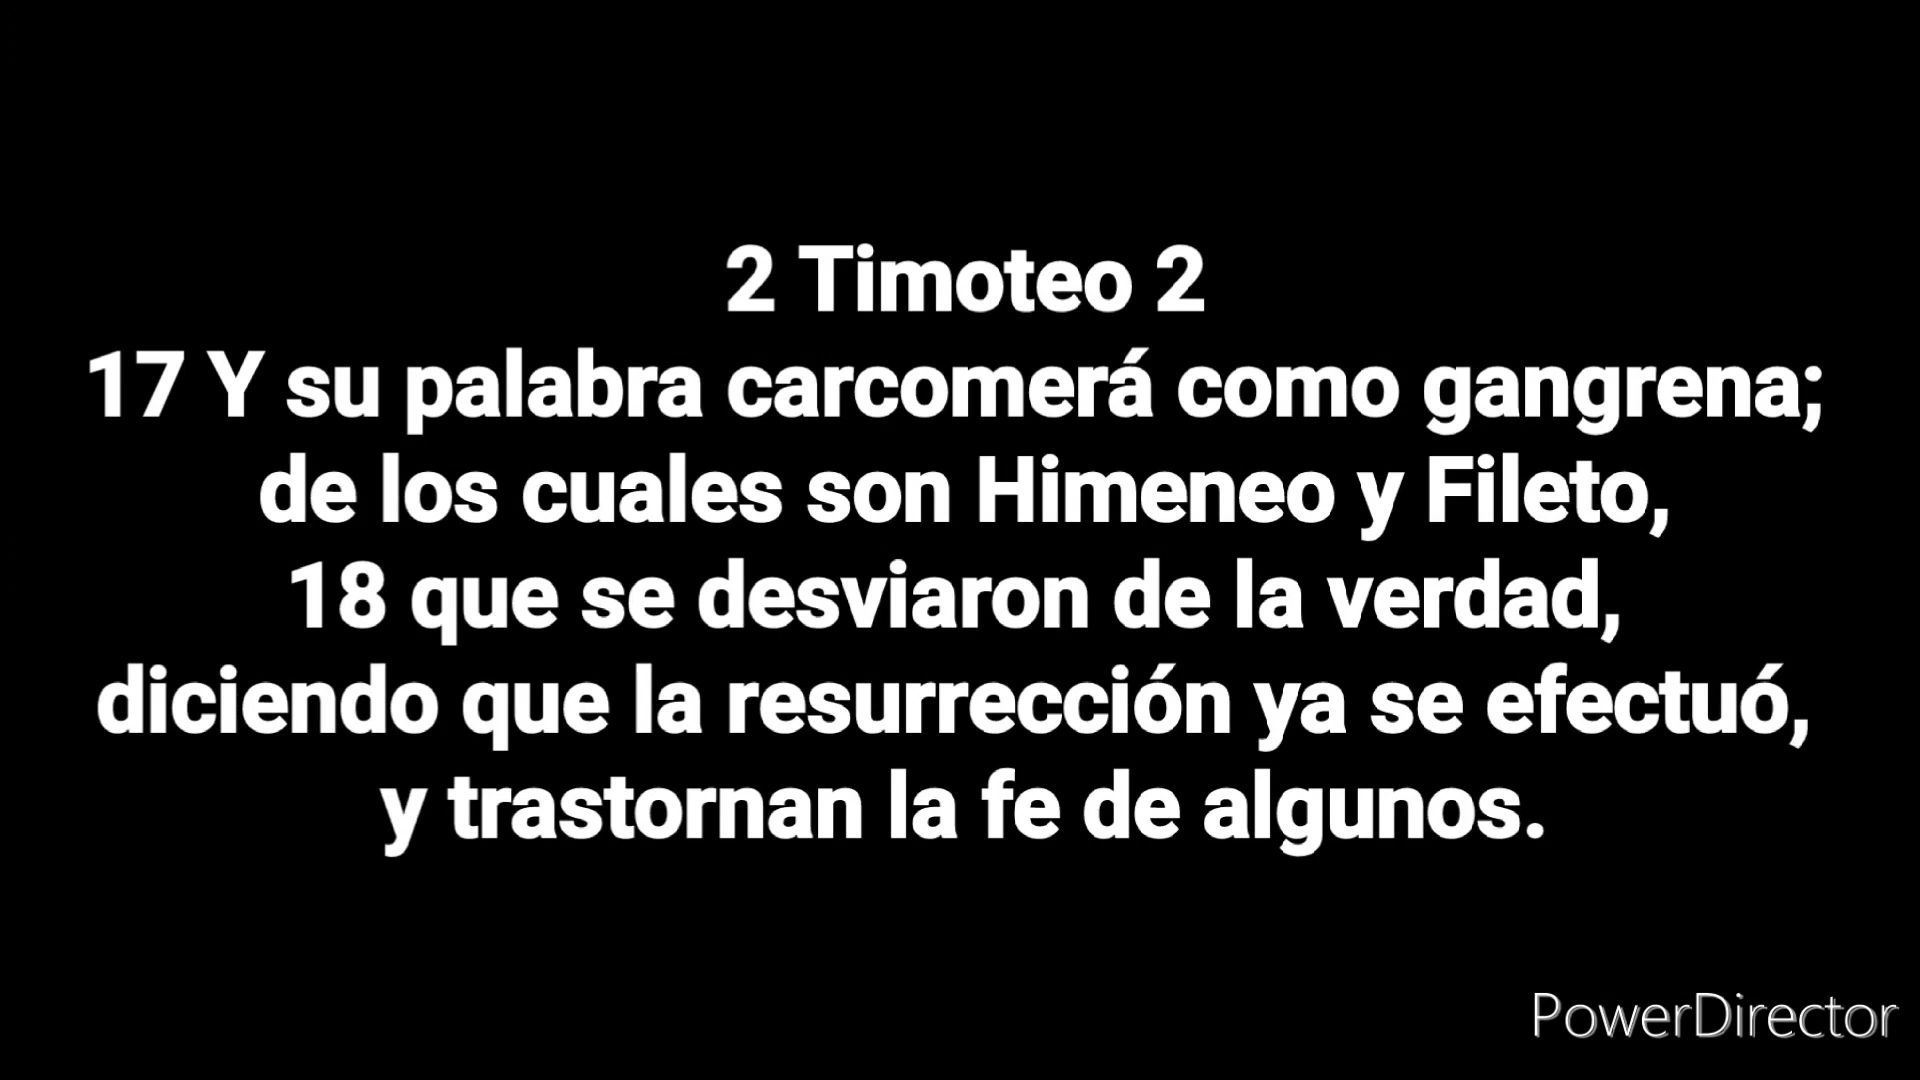 2 Timoteo 2
17 Y su palabra carcomerá como gangrena;
de los cuales son Himeneo y Fileto,
18 que se desviaron de la verdad,
diciendo que la resurrección ya se efectuó,
y trastornan la fe de algunos.
PowerDirector